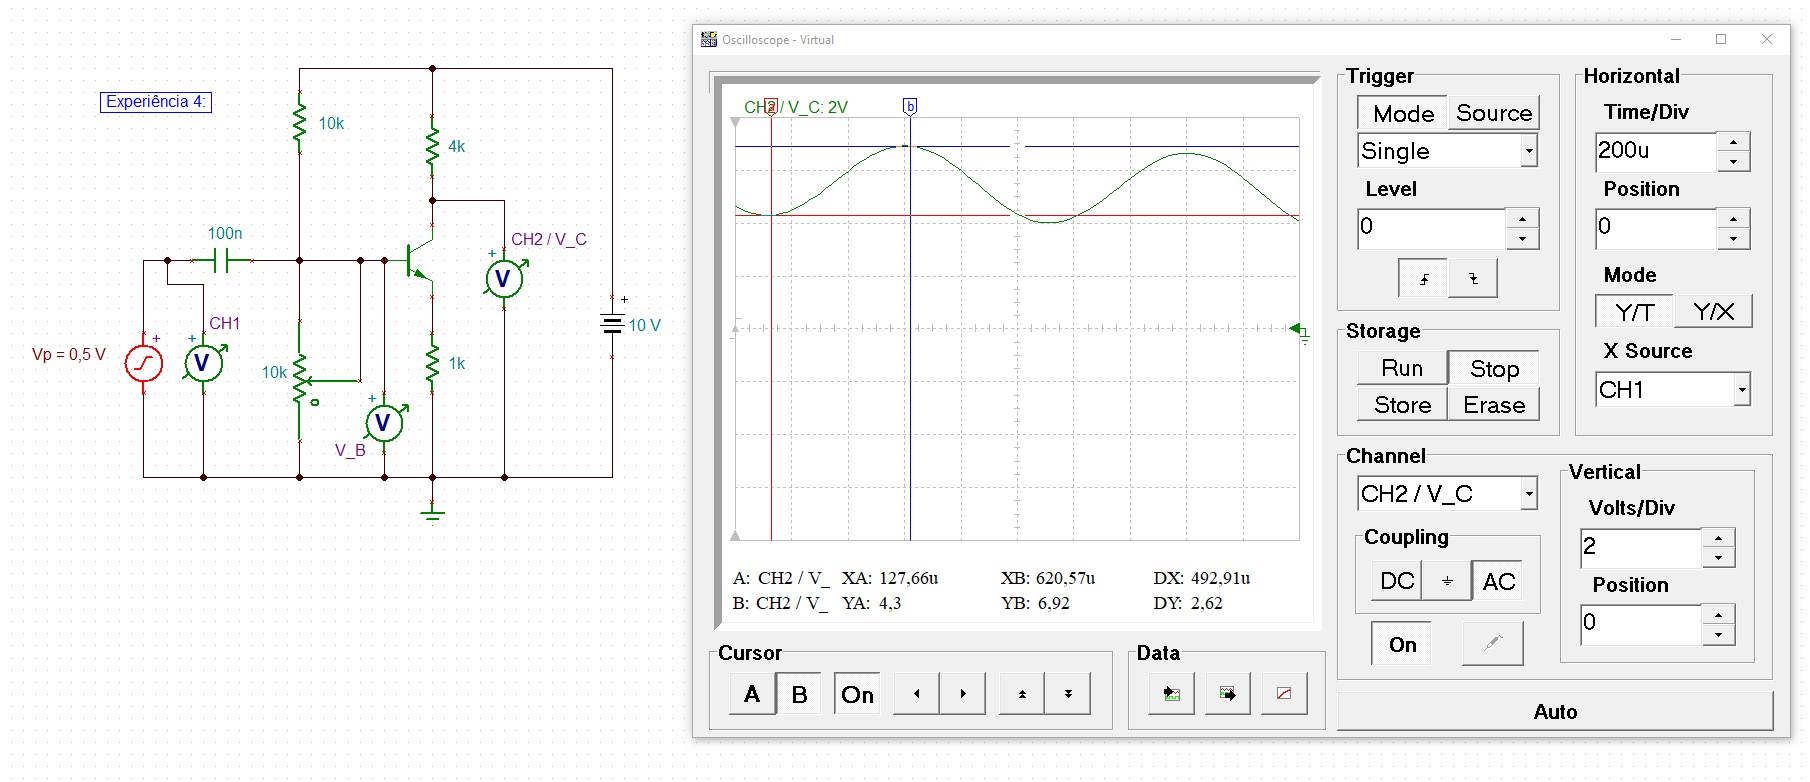 Experiência 4:
10k
4k
100n
CH2 / V_C
+
CH1
+
+
Vp = 0,5 V
+
V
10k
V
1k
+
V
V_B
+
10 V
Oscilloscope - Virtual
CH2 / V_C: 2V
a
b
A: CH2 / V_ XA: 127,66u XB: 620,57u DX: 492,91u
B: CH2 / V_ YA: 4,3 YB: 6,92 DY: 2,62
Cursor
A B On
Data
Trigger
Mode Source
Single
Level
0
Storage
Run Stop
Store Erase
Horizontal
Time/Div
200u
Position
0
Mode
Y/T Y/X
X Source
CH1
Channel
CH2 / V_C
Coupling
DC AC
On
Vertical
Volts/Div
2
Position
0
Auto